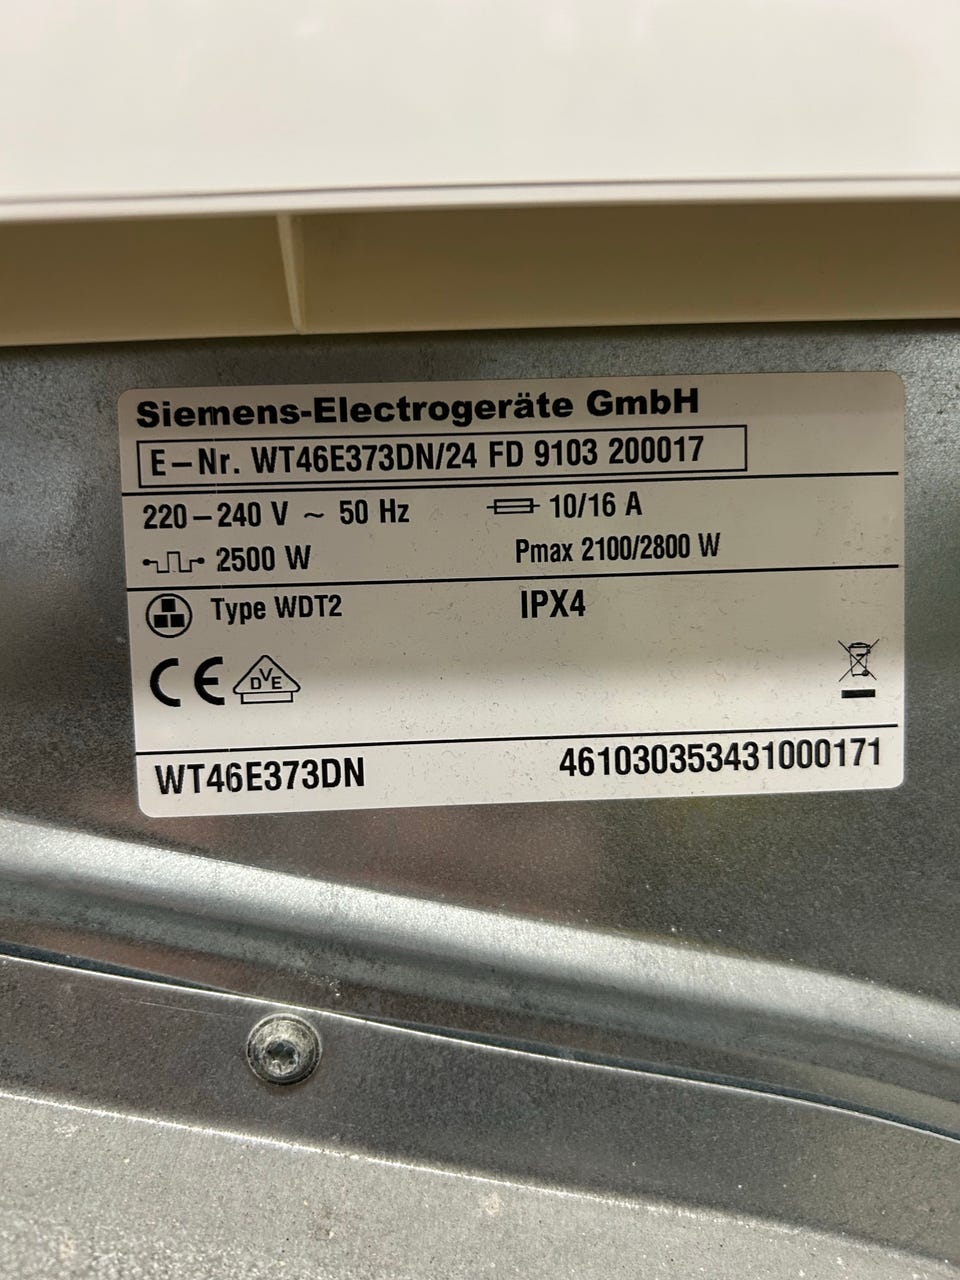 Siemens-Electrogeräte GmbH
E-Nr. WT46E373DN/24 FD 9103 200017
220-240 V ~ 50 Hz 10/16 A
2500 W Pmax 2100/2800 W
Type WDT2 IPX4
CE DVE
WT46E373DN 461030353431000171